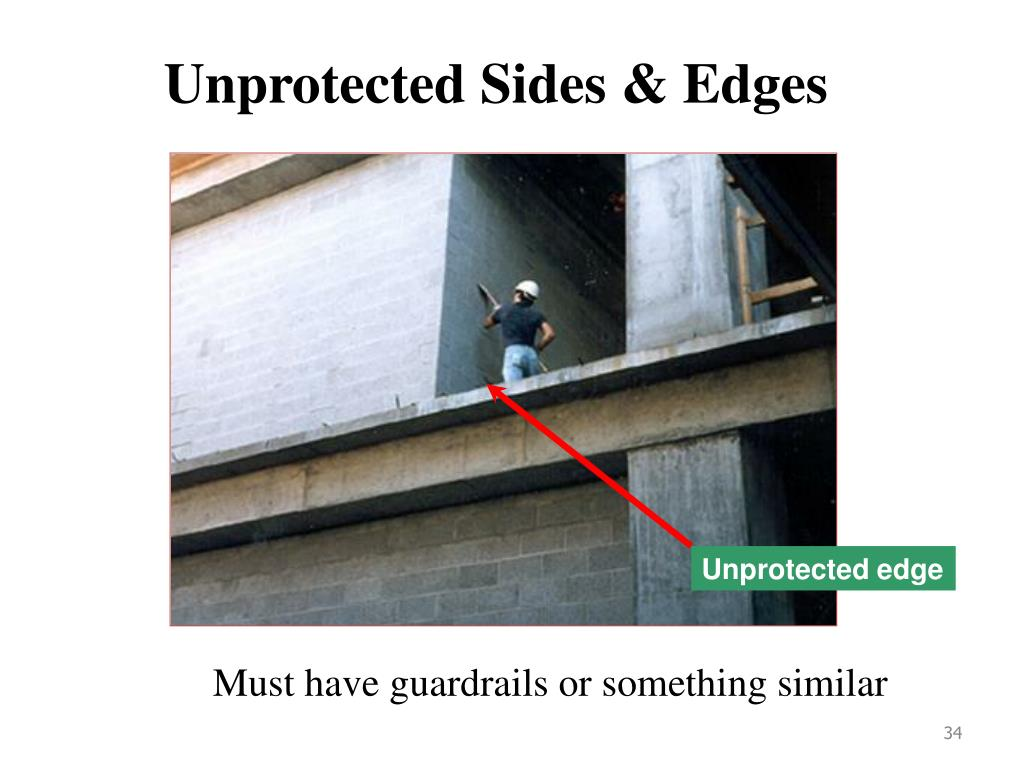 Unprotected Sides & Edges
Unprotected edge
Must have guardrails or something similar
34